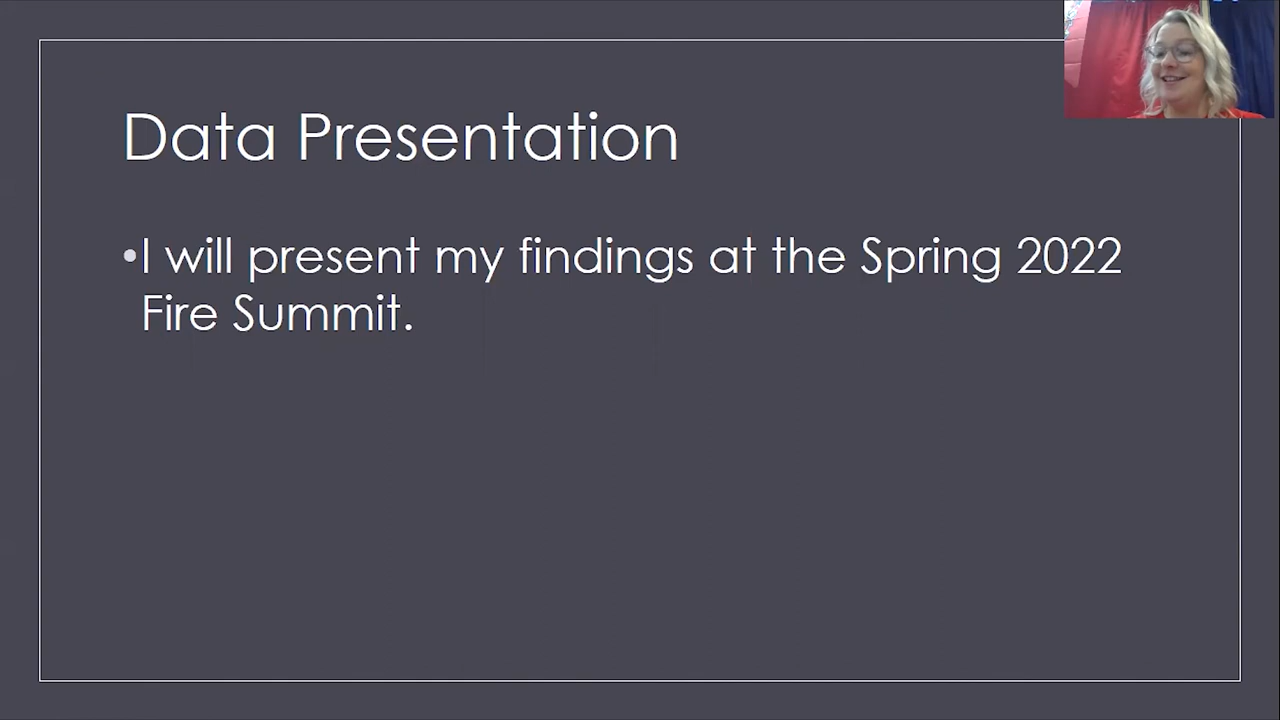 Data Presentation
•I will present my findings at the Spring 2022
Fire Summit.